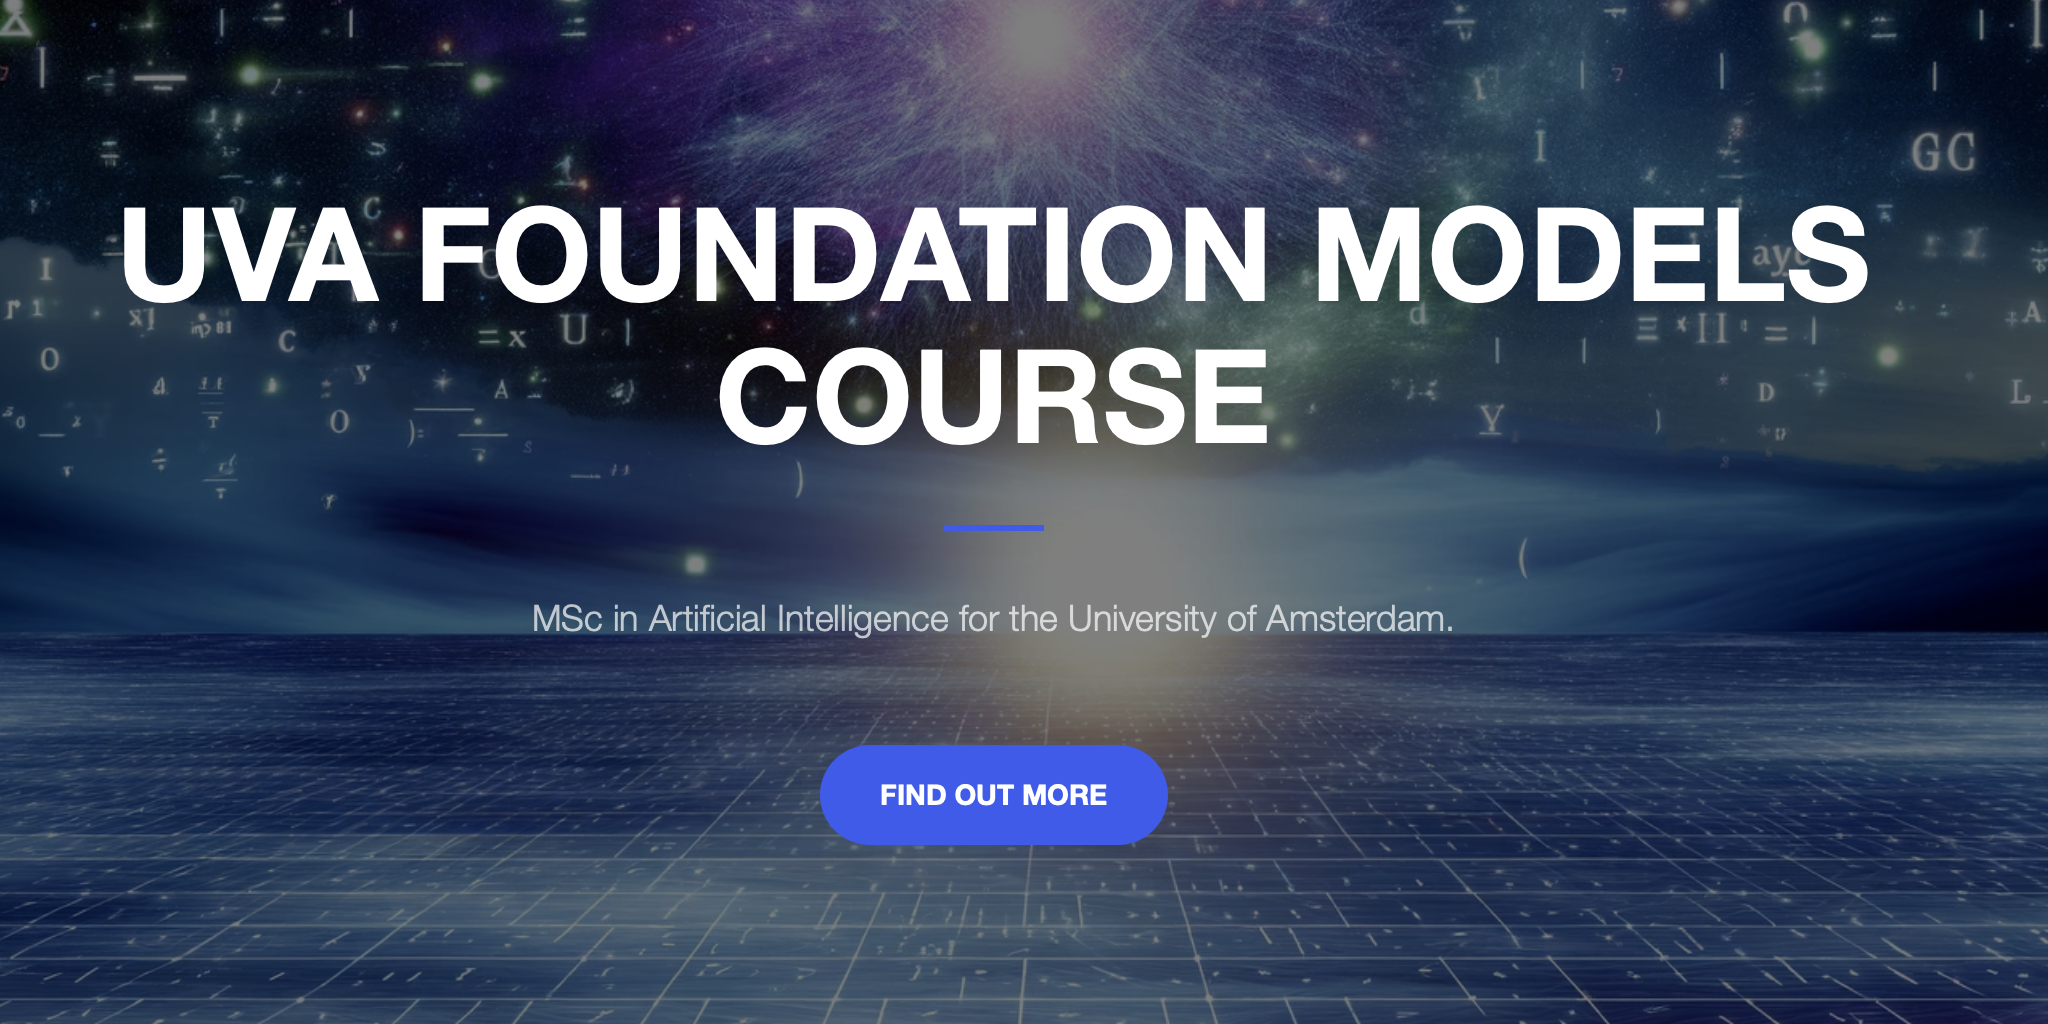 UVA FOUNDATION MODELS
COURSE
MSc in Artificial Intelligence for the University of Amsterdam.
FIND OUT MORE